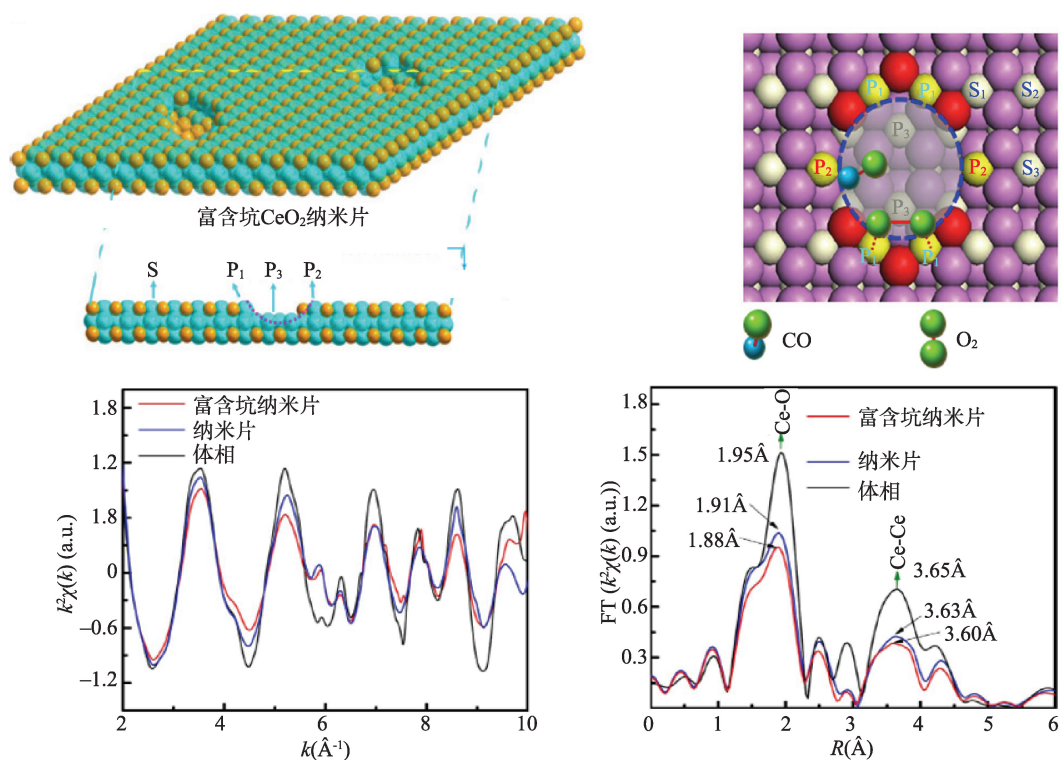 富含坑CeO₂纳米片
S P₁ P₃ P₂
P₁ P₁ S₁ S₂
P₃
P₂ P₂ S₃
P₃
P₁ P₁
CO O₂
1.8
1.2
1.8
0
–0.6
–1.2
k²χ(k) (a.u.)
富含坑纳米片
纳米片
体相
2 4 6 8 10
k(Å⁻¹)
1.8
1.5
1.2
0.9
0.6
0.3
FT (k²χ(k) (a.u.))
Ce–O
富含坑纳米片
纳米片
体相
1.95Å
1.91Å
1.88Å
Ce–Ce
3.65Å
3.63Å
3.60Å
0 1 2 3 4 5 6
R(Å)